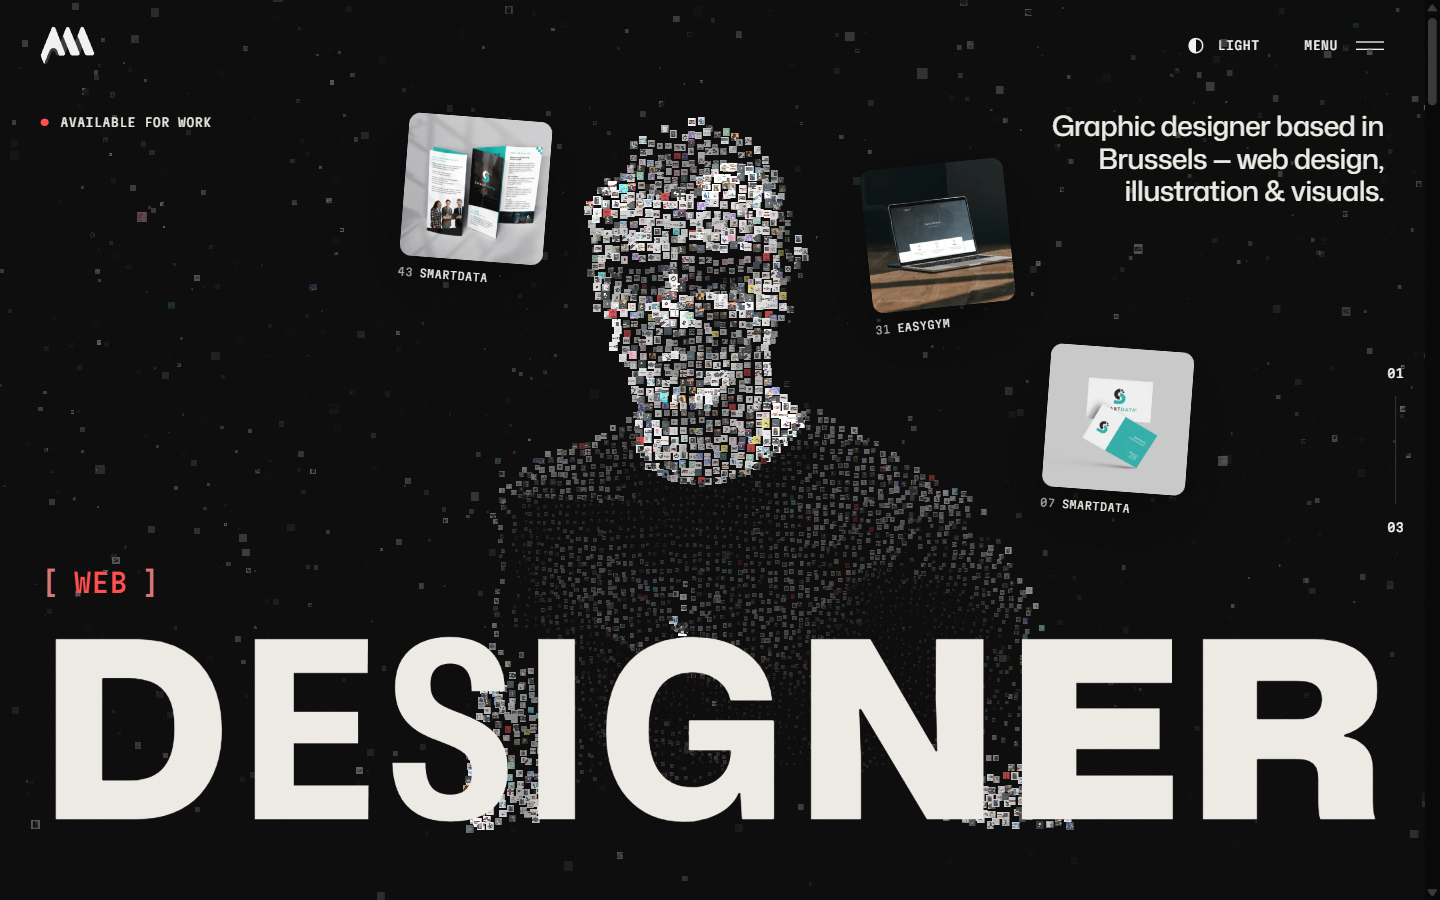 LIGHT
MENU
AVAILABLE FOR WORK
Graphic designer based in
Brussels — web design,
illustration & visuals.
43 SMARTDATA
31 EASYGYM
01
07 SMARTDATA
03
[ WEB ]
DESIGNER